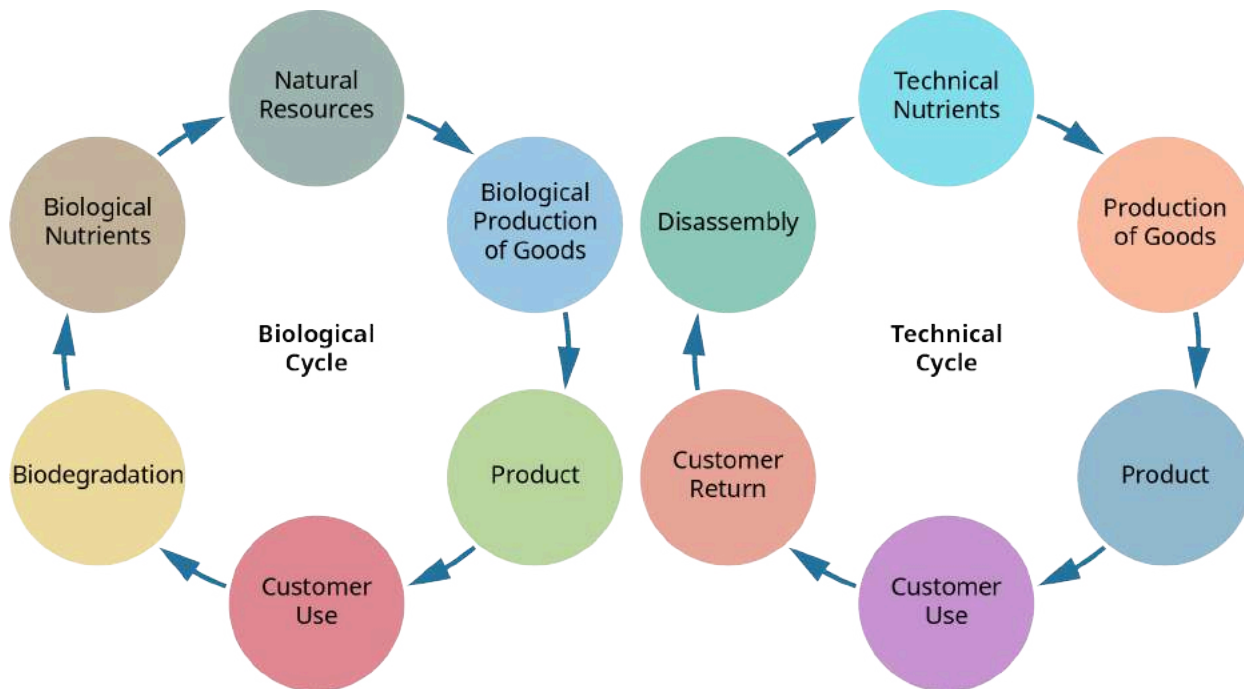 Natural
Resources
Biological
Production
of Goods
Product
Customer
Use
Biodegradation
Biological
Nutrients
Biological
Cycle
Technical
Nutrients
Production
of Goods
Product
Customer
Use
Customer
Return
Disassembly
Technical
Cycle